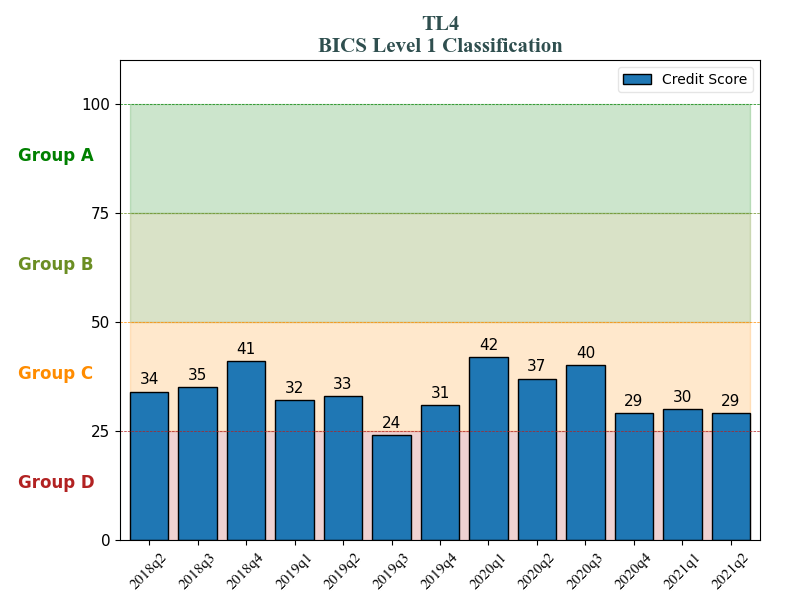 TL4
BICS Level 1 Classification
Credit Score
100
Group A
75
Group B
50
Group C
25
Group D
0
34
35
41
32
33
24
31
42
37
40
29
30
29
2018q2
2018q3
2018q4
2019q1
2019q2
2019q3
2019q4
2020q1
2020q2
2020q3
2020q4
2021q1
2021q2